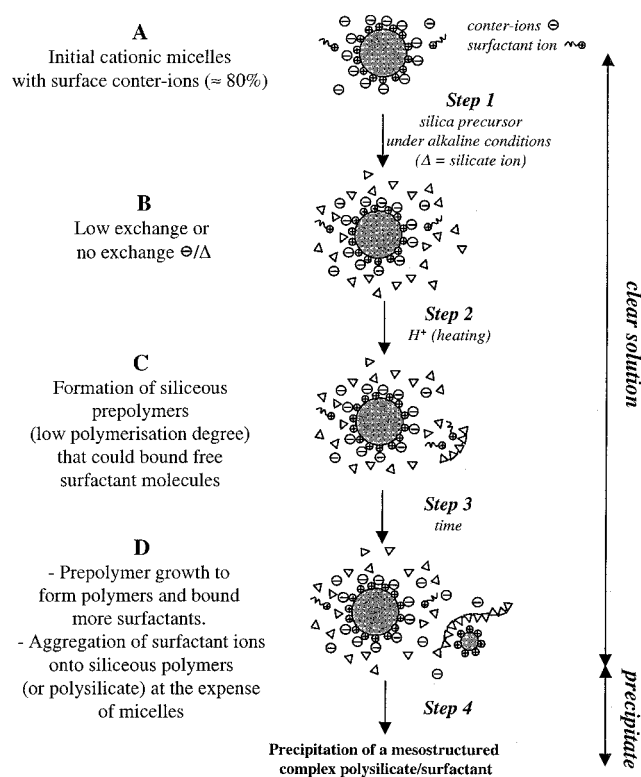 A
Initial cationic micelles
with surface conter-ions (≈ 80%)
conter-ions ⊖
surfactant ion ⊕
Step 1
silica precursor
under alkaline conditions
(Δ = silicate ion)
B
Low exchange or
no exchange ⊖/Δ
Step 2
H⁺ (heating)
C
Formation of siliceous
prepolymers
(low polymerisation degree)
that could bound free
surfactant molecules
Step 3
time
D
- Prepolymer growth to
form polymers and bound
more surfactants.
- Aggregation of surfactant ions
onto siliceous polymers
(or polysilicate) at the expense
of micelles
Step 4
Precipitation of a mesostructured
complex polysilicate/surfactant
clear solution
precipitate